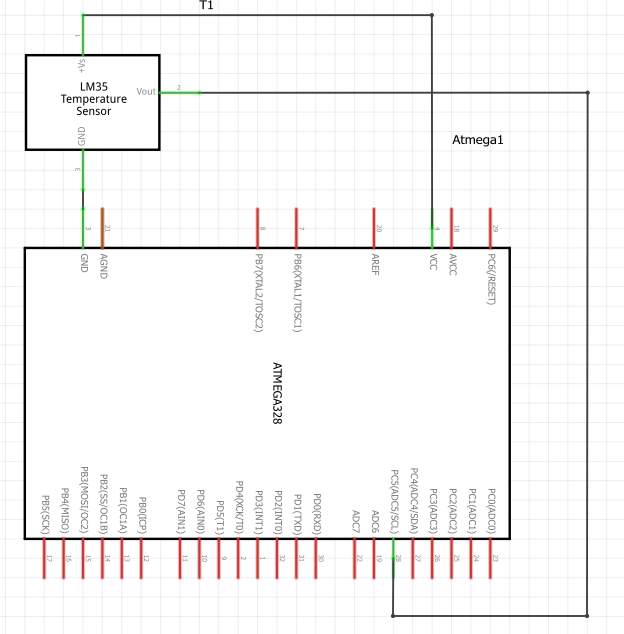 T1
1
V+
LM35
Temperature
Sensor
Vout
2
GND
3
Atmega1
3
21
8
7
20
4
18
29
GND
AGND
PB7(XTAL2/TOSC2)
PB6(XTAL1/TOSC1)
AREF
VCC
AVCC
PC6(/RESET)
ATMEGA328
PB5(SCK)
PB4(MISO)
PB3(MOSI/OC2)
PB2(SS/OC1B)
PB1(OC1A)
PB0(ICP)
PD7(AIN1)
PD6(AIN0)
PD5(T1)
PD4(XCK/T0)
PD3(INT1)
PD2(INT0)
PD1(TXD)
PD0(RXD)
ADC7
ADC6
PC5(ADC5/SCL)
PC4(ADC4/SDA)
PC3(ADC3)
PC2(ADC2)
PC1(ADC1)
PC0(ADC0)
17
16
15
14
13
12
11
10
9
2
1
32
31
30
22
19
28
27
26
25
24
23